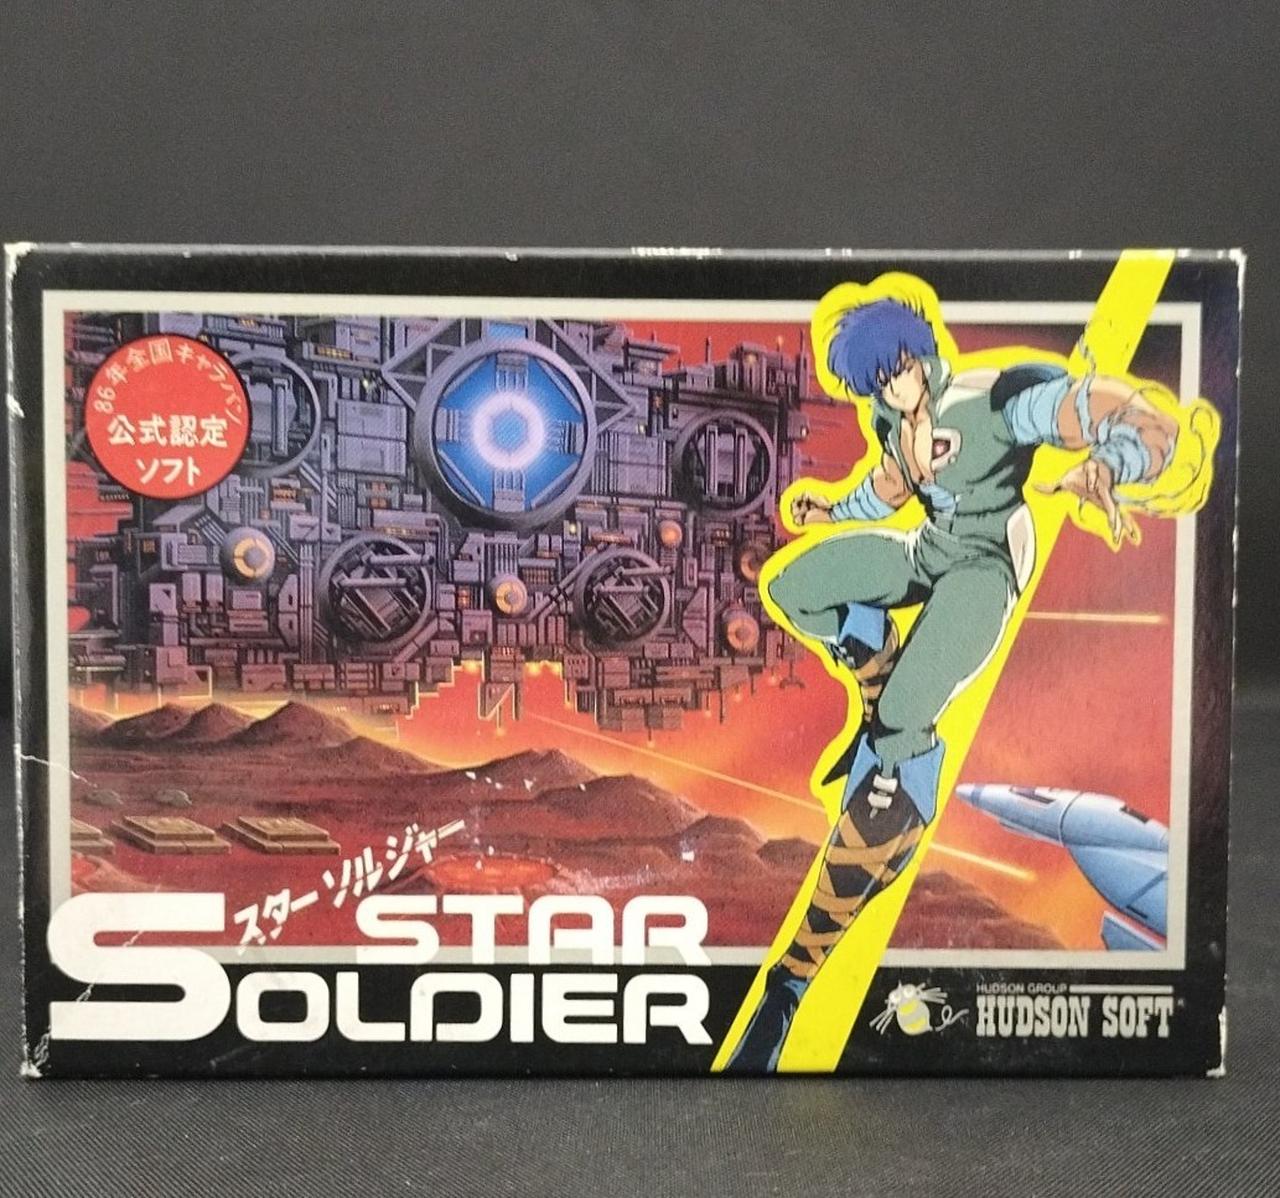 86年全国キャラバン
公式認定
ソフト
スターソルジャー
STAR
SOLDIER
HUDSON GROUP
HUDSON SOFT